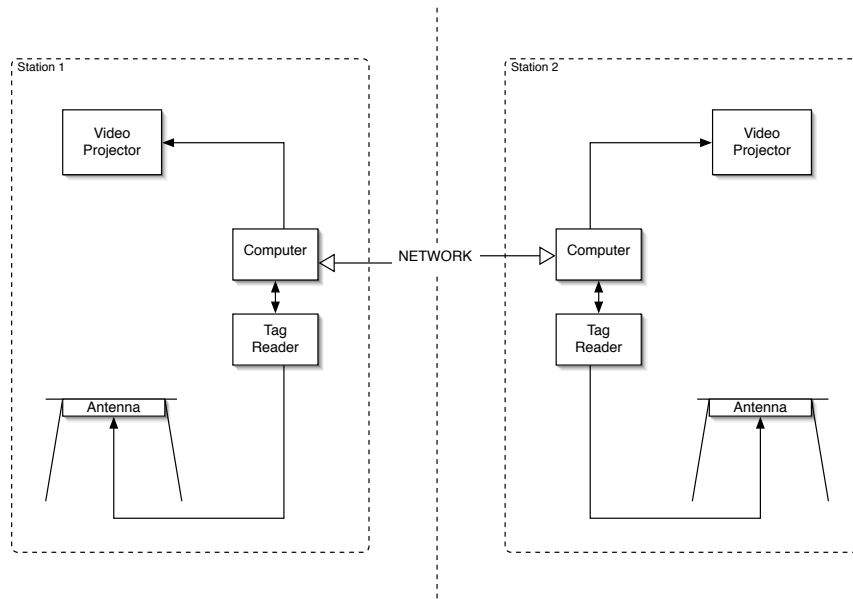 Station 1
Video
Projector
Computer
Tag
Reader
Antenna
NETWORK
Station 2
Video
Projector
Computer
Tag
Reader
Antenna